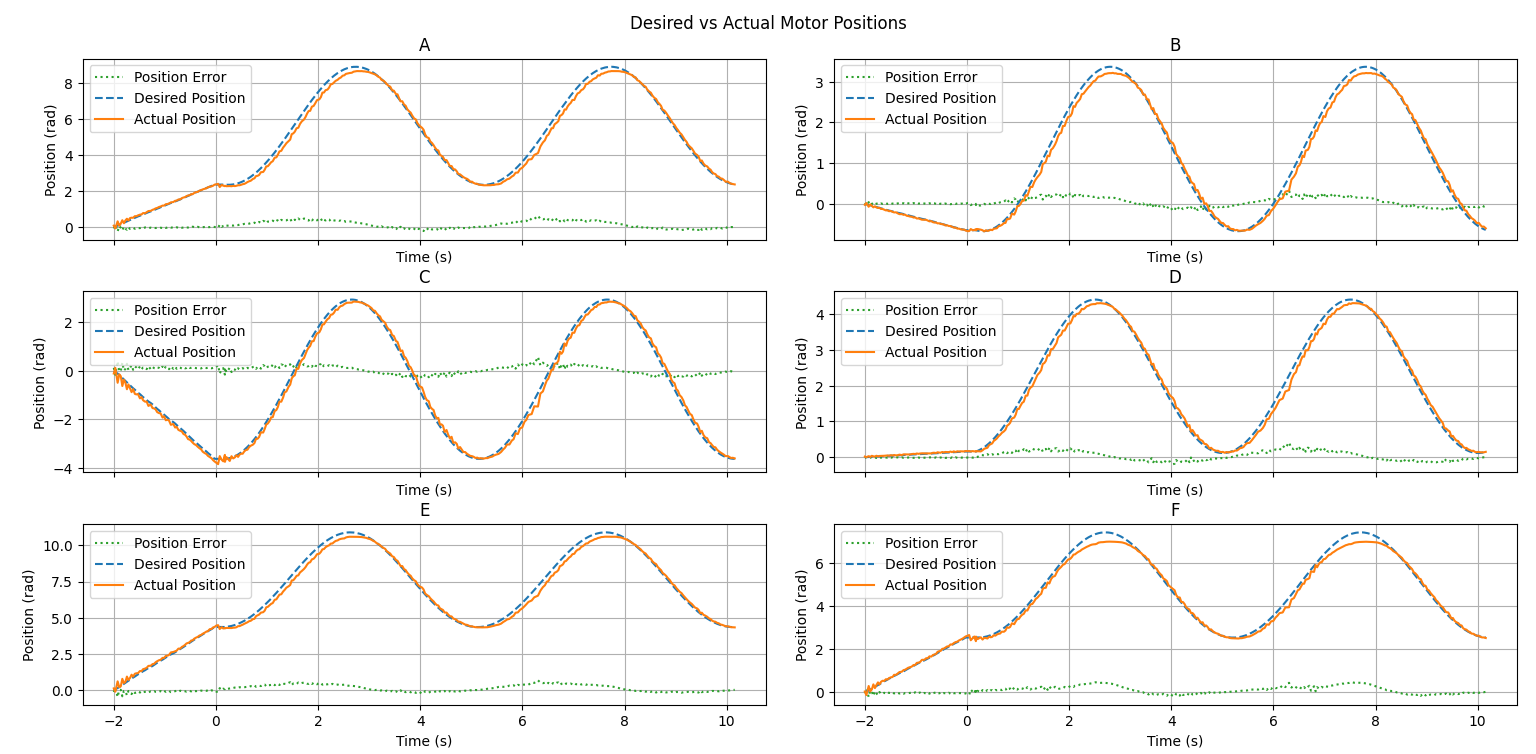 Desired vs Actual Motor Positions
A
Position Error
Desired Position
Actual Position
Position (rad)
8
6
4
2
0
Time (s)
B
Position Error
Desired Position
Actual Position
Position (rad)
3
2
1
0
Time (s)
C
Position Error
Desired Position
Actual Position
Position (rad)
2
0
−2
−4
Time (s)
D
Position Error
Desired Position
Actual Position
Position (rad)
4
3
2
1
0
Time (s)
E
Position Error
Desired Position
Actual Position
Position (rad)
10.0
7.5
5.0
2.5
0.0
−2 0 2 4 6 8 10
Time (s)
F
Position Error
Desired Position
Actual Position
Position (rad)
6
4
2
0
−2 0 2 4 6 8 10
Time (s)